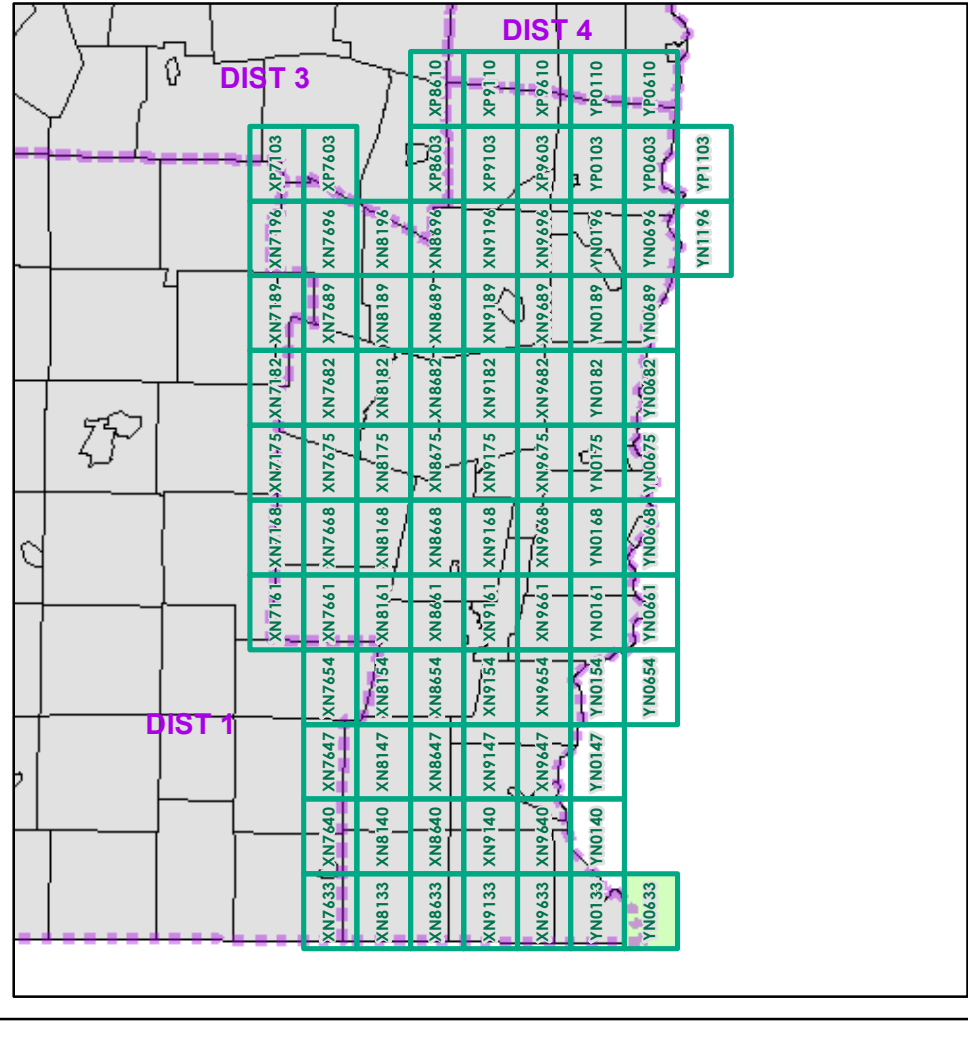 DIST 4
DIST 3
XP8610
XP9110
XP9610
YP0110
YP0610
XP7103
XP7603
XP8603
XP9103
XP9603
YP0103
YP0603
YP1103
XN7196
XN7696
XN8196
XN8696
XN9196
XN9696
YN0196
YN0696
YN1196
XN7189
XN7689
XN8189
XN8689
XN9189
XN9689
YN0189
YN0689
XN7182
XN7682
XN8182
XN8682
XN9182
XN9682
YN0182
YN0682
XN7175
XN7675
XN8175
XN8675
XN9175
XN9675
YN0175
YN0675
XN7168
XN7668
XN8168
XN8668
XN9168
XN9668
YN0168
YN0668
XN7161
XN7661
XN8161
XN8661
XN9161
XN9661
YN0161
YN0661
XN7654
XN8154
XN8654
XN9154
XN9654
YN0154
YN0654
DIST 1
XN7647
XN8147
XN8647
XN9147
XN9647
YN0147
XN7640
XN8140
XN8640
XN9140
XN9640
YN0140
XN7633
XN8133
XN8633
XN9133
XN9633
YN0133
YN0633